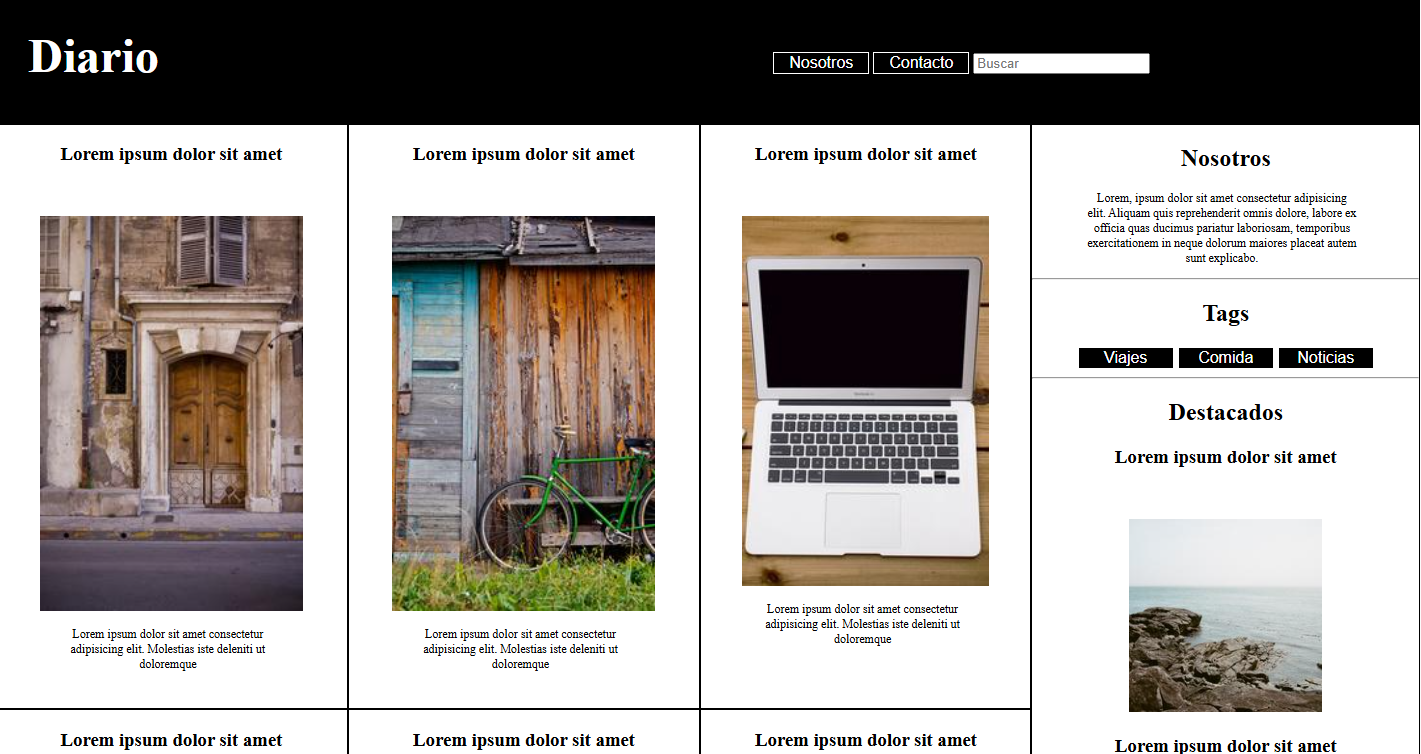 Diario
Nosotros
Contacto
Buscar
Lorem ipsum dolor sit amet
Lorem ipsum dolor sit amet consectetur
adipisicing elit. Molestias iste deleniti ut
doloremque
Lorem ipsum dolor sit amet
Lorem ipsum dolor sit amet consectetur
adipisicing elit. Molestias iste deleniti ut
doloremque
Lorem ipsum dolor sit amet
Lorem ipsum dolor sit amet consectetur
adipisicing elit. Molestias iste deleniti ut
doloremque
Lorem ipsum dolor sit amet
Lorem ipsum dolor sit amet
Lorem ipsum dolor sit amet
Nosotros
Lorem, ipsum dolor sit amet consectetur adipisicing
elit. Aliquam quis reprehenderit omnis dolore, labore ex
officia quas ducimus pariatur laboriosam, temporibus
exercitationem in neque dolorum maiores placeat autem
sunt explicabo.
Tags
Viajes
Comida
Noticias
Destacados
Lorem ipsum dolor sit amet
Lorem ipsum dolor sit amet